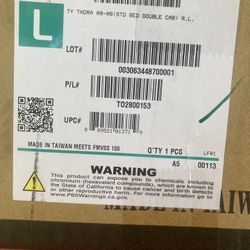 TY TNDRA 00-06(STD BED DOUBLE CAB) R.L,
L
LOT#
003063448700001
P/L#
TO2800153
UPC#
MADE IN TAIWAN MEETS FMVSS 108
Q'TY 1 PCS
LF#1
A5 00113
WARNING
This product can expose you to chemicals including
chromium (hexavalent compounds), which are known to
the State of California to cause cancer and birth
defects or other reproductive harm. For more
information go to www.P65Warnings.ca.gov.
TAIWAN